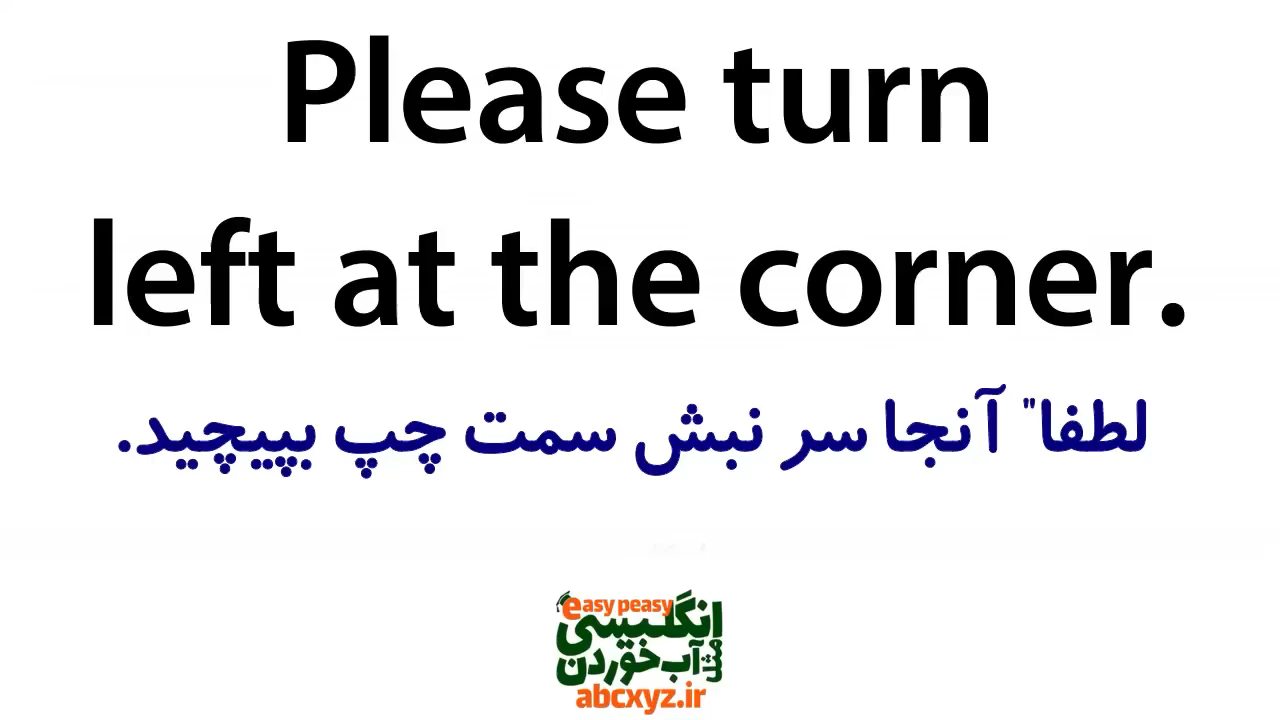 Please turn
left at the corner.
لطفا" آنجا سر نبش سمت چپ بپیچید.
easy peasy
انگلیسی
مثل آب خوردن
abcxyz.ir